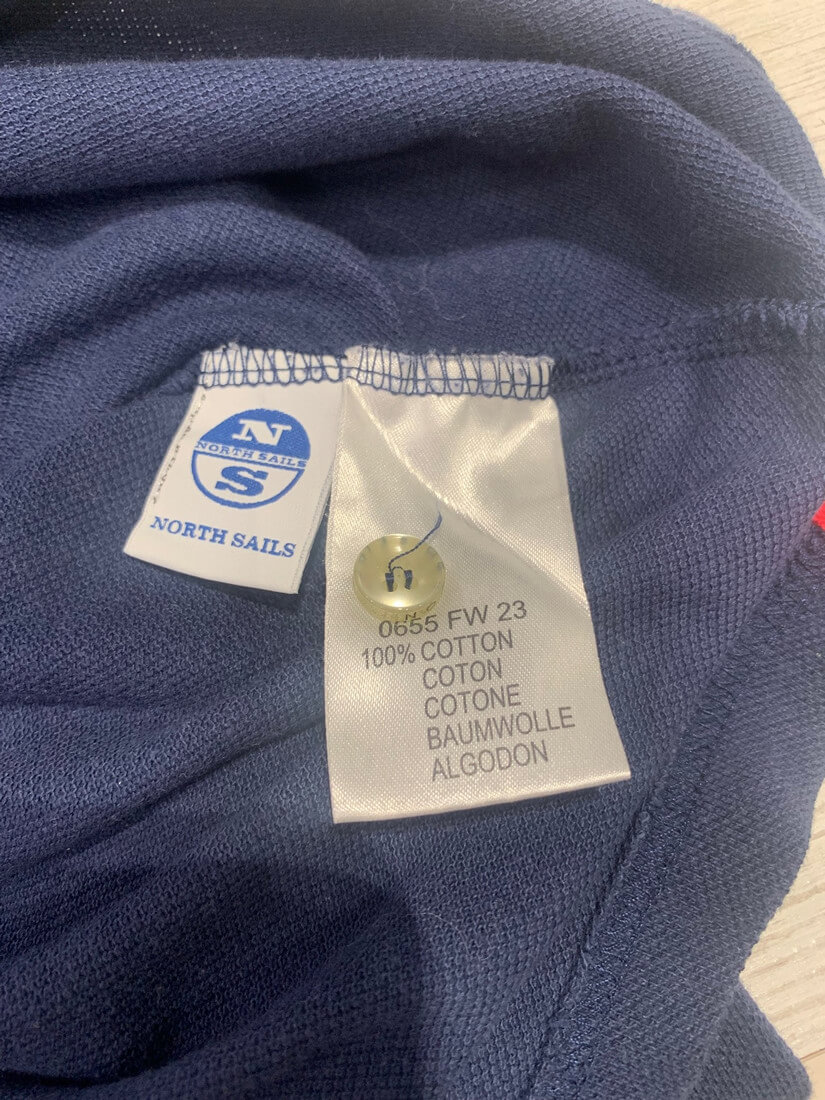 N
NORTH SAILS
S
NORTH SAILS
0655 FW 23
100% COTTON
COTON
COTONE
BAUMWOLLE
ALGODON